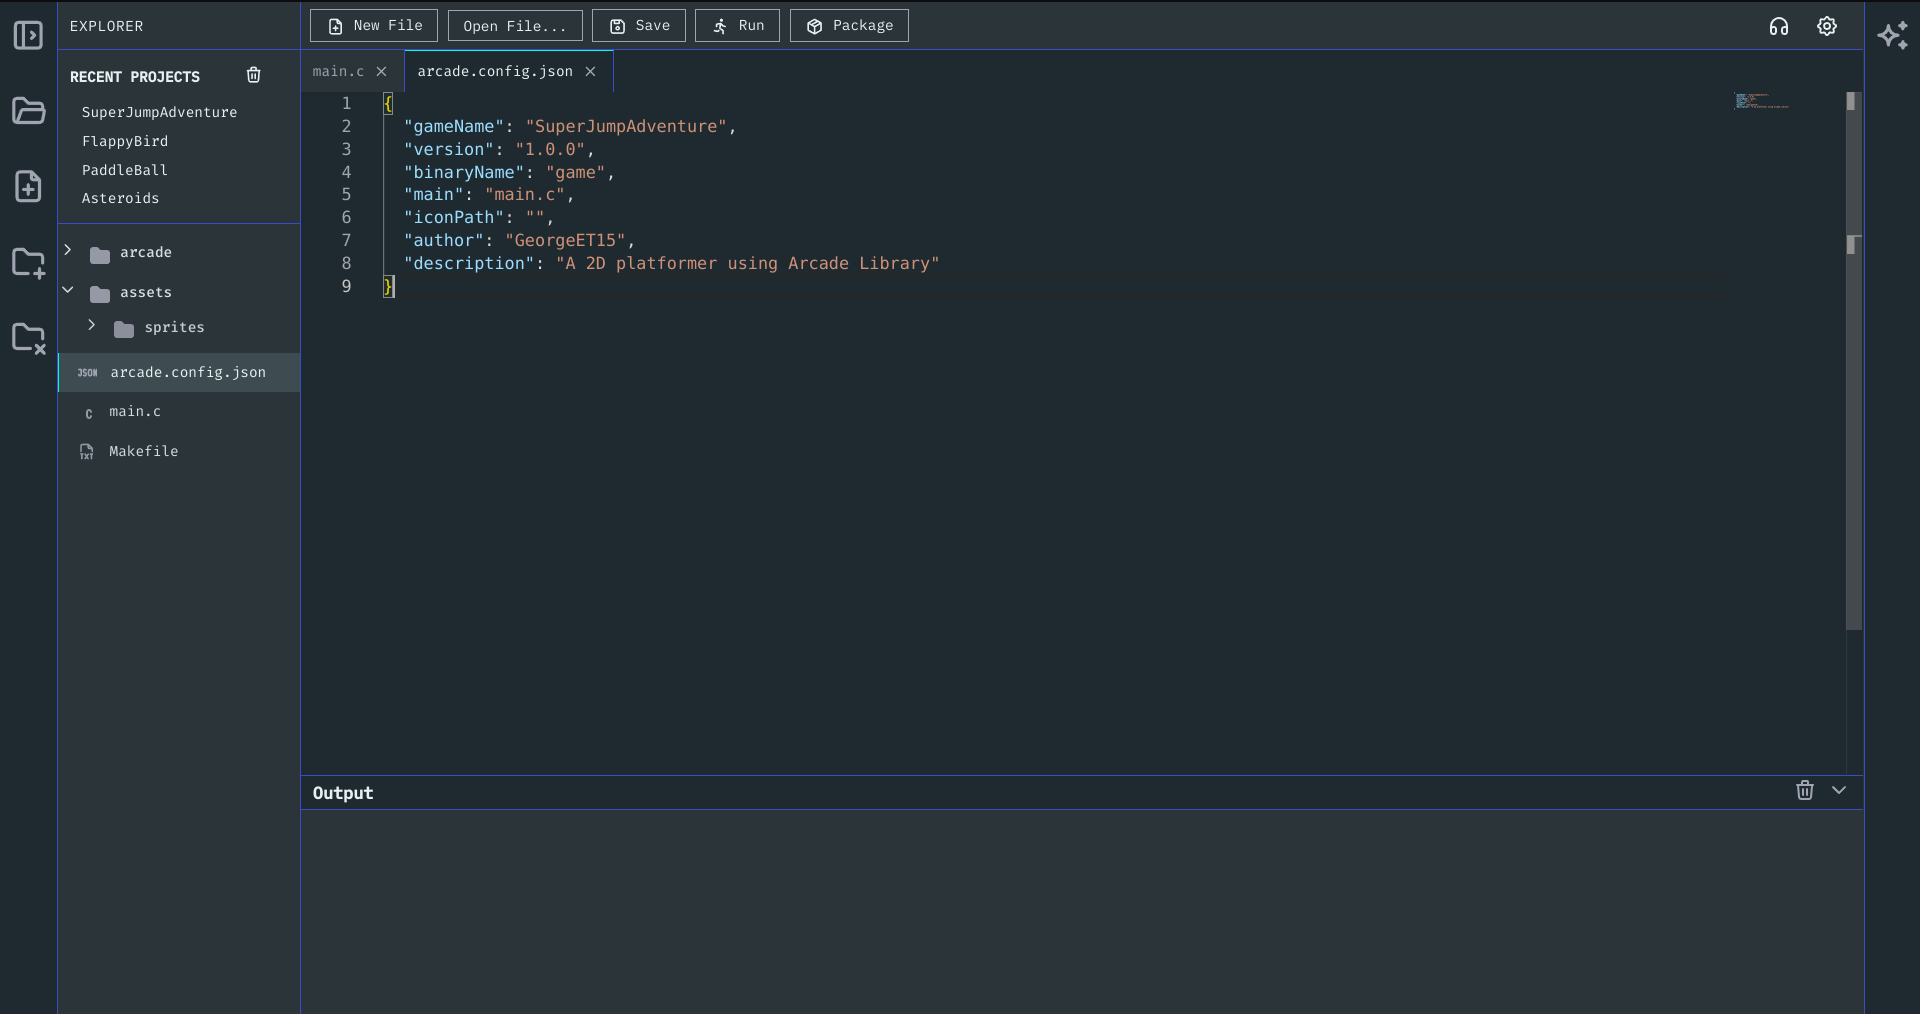 EXPLORER
New File
Open File...
Save
Run
Package
RECENT PROJECTS
SuperJumpAdventure
FlappyBird
PaddleBall
Asteroids
arcade
assets
sprites
JSON arcade.config.json
C main.c
TXT Makefile
main.c
arcade.config.json
1 {
2 "gameName": "SuperJumpAdventure",
3 "version": "1.0.0",
4 "binaryName": "game",
5 "main": "main.c",
6 "iconPath": "",
7 "author": "GeorgeET15",
8 "description": "A 2D platformer using Arcade Library"
9 }
Output